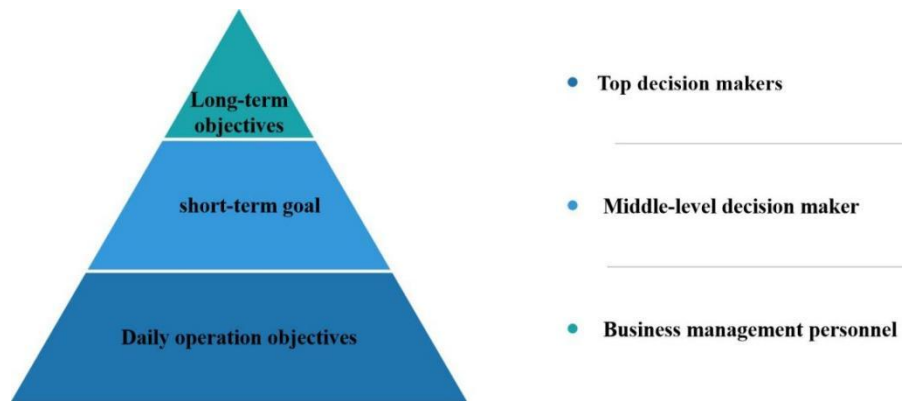 Long-term
objectives
short-term goal
Daily operation objectives
Top decision makers
Middle-level decision maker
Business management personnel